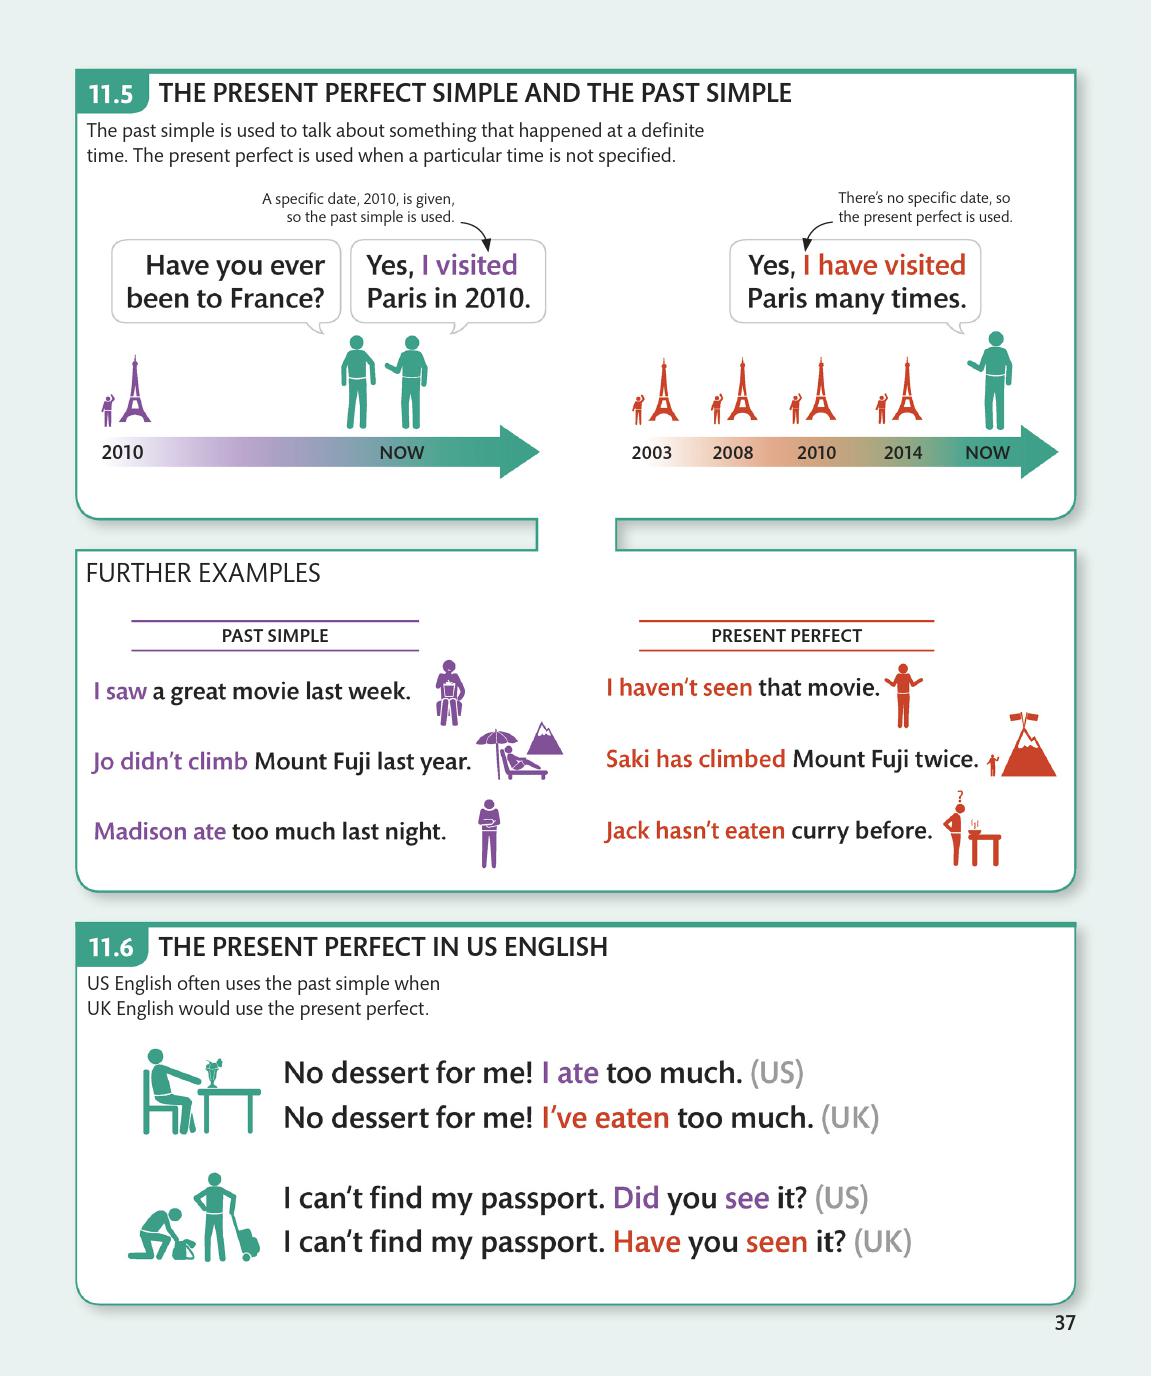 11.5 THE PRESENT PERFECT SIMPLE AND THE PAST SIMPLE
The past simple is used to talk about something that happened at a definite
time. The present perfect is used when a particular time is not specified.
A specific date, 2010, is given,
so the past simple is used.
Have you ever
been to France?
Yes, I visited
Paris in 2010.
2010 NOW
There's no specific date, so
the present perfect is used.
Yes, I have visited
Paris many times.
2003 2008 2010 2014 NOW
FURTHER EXAMPLES
PAST SIMPLE
I saw a great movie last week.
Jo didn't climb Mount Fuji last year.
Madison ate too much last night.
PRESENT PERFECT
I haven't seen that movie.
Saki has climbed Mount Fuji twice.
?
Jack hasn't eaten curry before.
11.6 THE PRESENT PERFECT IN US ENGLISH
US English often uses the past simple when
UK English would use the present perfect.
No dessert for me! I ate too much. (US)
No dessert for me! I've eaten too much. (UK)
I can't find my passport. Did you see it? (US)
I can't find my passport. Have you seen it? (UK)
37